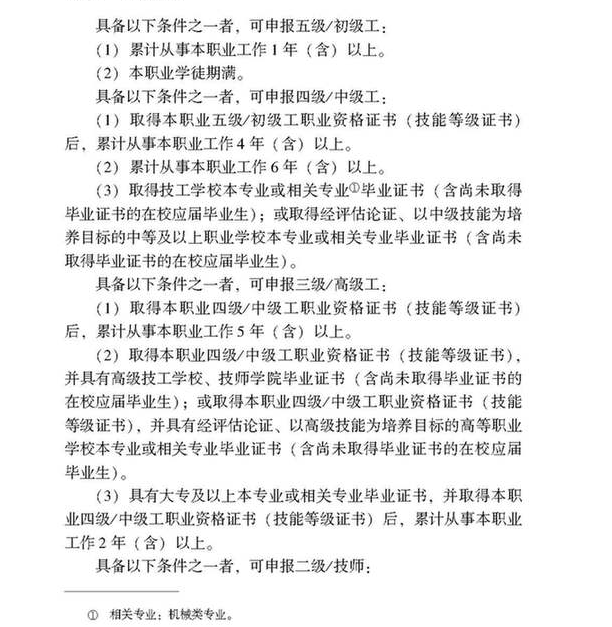 具备以下条件之一者，可申报五级/初级工：
（1）累计从事本职业工作1年（含）以上。
（2）本职业学徒期满。
具备以下条件之一者，可申报四级/中级工：
（1）取得本职业五级/初级工职业资格证书（技能等级证书）
后，累计从事本职业工作4年（含）以上。
（2）累计从事本职业工作6年（含）以上。
（3）取得技工学校本专业或相关专业①毕业证书（含尚未取得
毕业证书的在校应届毕业生）；或取得经评估论证、以中级技能为培
养目标的中等及以上职业学校本专业或相关专业毕业证书（含尚未
取得毕业证书的在校应届毕业生）。
具备以下条件之一者，可申报三级/高级工：
（1）取得本职业四级/中级工职业资格证书（技能等级证书）
后，累计从事本职业工作5年（含）以上。
（2）取得本职业四级/中级工职业资格证书（技能等级证书），
并具有高级技工学校、技师学院毕业证书（含尚未取得毕业证书的
在校应届毕业生）；或取得本职业四级/中级工职业资格证书（技能
等级证书），并具有经评估论证、以高级技能为培养目标的高等职业
学校本专业或相关专业毕业证书（含尚未取得毕业证书的在校应届
毕业生）。
（3）具有大专及以上本专业或相关专业毕业证书，并取得本职
业四级/中级工职业资格证书（技能等级证书）后，累计从事本职业
工作2年（含）以上。
具备以下条件之一者，可申报二级/技师：
① 相关专业：机械类专业。